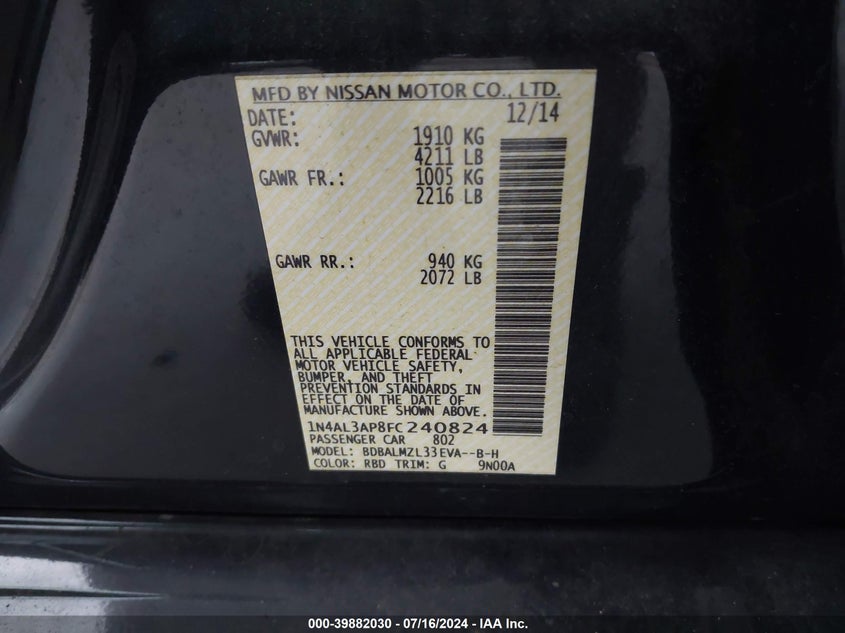 MFD BY NISSAN MOTOR CO., LTD.
DATE: 12/14
GVWR: 1910 KG
4211 LB
GAWR FR.: 1005 KG
2216 LB
GAWR RR.: 940 KG
2072 LB
THIS VEHICLE CONFORMS TO
ALL APPLICABLE FEDERAL
MOTOR VEHICLE SAFETY,
BUMPER, AND THEFT
PREVENTION STANDARDS IN
EFFECT ON THE DATE OF
MANUFACTURE SHOWN ABOVE.
1N4AL3AP8FC240824
PASSENGER CAR 802
MODEL: BDBALMZL33EVA--B-H
COLOR: RBD TRIM: G 9N00A
000-39882030 - 07/16/2024 - IAA Inc.